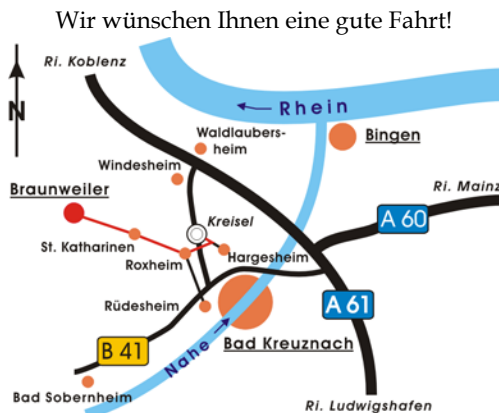 Wir wünschen Ihnen eine gute Fahrt!
Ri. Koblenz
N
Rhein
Waldlaubers-
heim
Bingen
Windesheim
Braunweiler
Ri. Mainz
Kreisel
A 60
St. Katharinen
Roxheim
Hargesheim
Rüdesheim
A 61
Bad Kreuznach
B 41
Nahe
Bad Sobernheim
Ri. Ludwigshafen